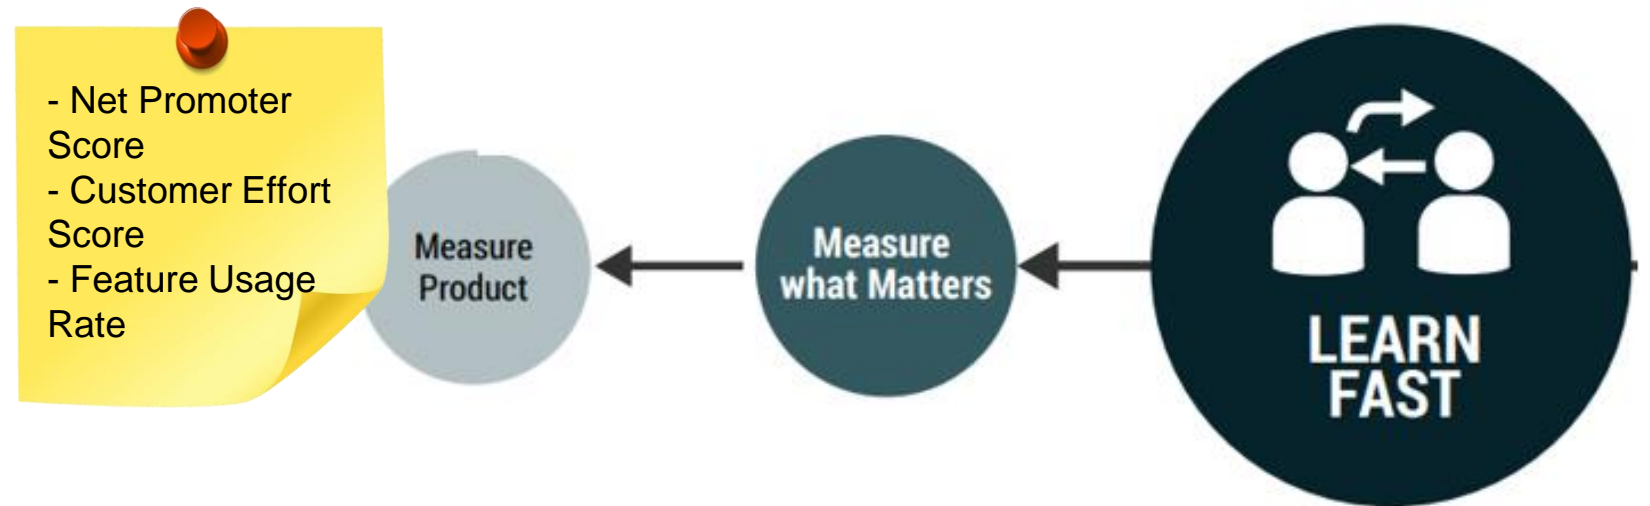 - Net Promoter
Score
- Customer Effort
Score
- Feature Usage
Rate
Measure
Product
Measure
what Matters
LEARN
FAST